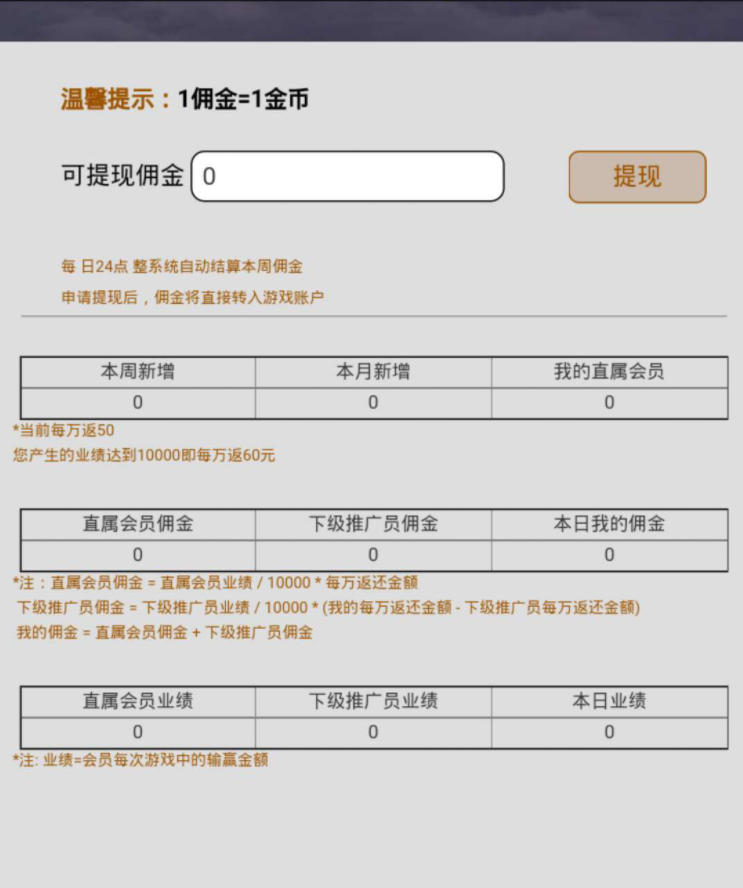 温馨提示：1佣金=1金币
可提现佣金 0 提现
每 日24点 整系统自动结算本周佣金
申请提现后，佣金将直接转入游戏账户
本周新增 本月新增 我的直属会员
0 0 0
*当前每万返50
您产生的业绩达到10000即每万返60元
直属会员佣金 下级推广员佣金 本日我的佣金
0 0 0
*注：直属会员佣金 = 直属会员业绩 / 10000 * 每万返还金额
下级推广员佣金 = 下级推广员业绩 / 10000 * (我的每万返还金额 - 下级推广员每万返还金额)
我的佣金 = 直属会员佣金 + 下级推广员佣金
直属会员业绩 下级推广员业绩 本日业绩
0 0 0
*注: 业绩=会员每次游戏中的输赢金额